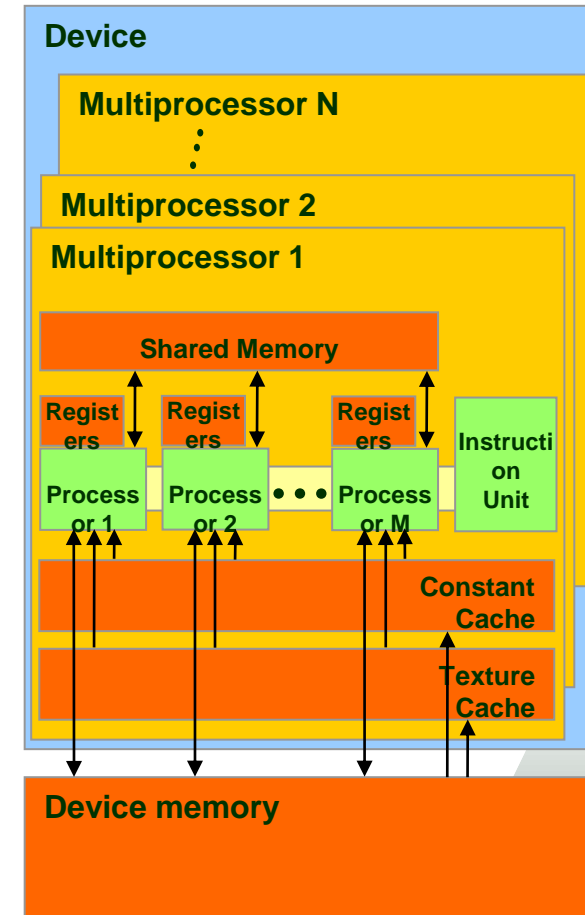 Device
Multiprocessor N
Multiprocessor 2
Multiprocessor 1
Shared Memory
Regist
ers
Regist
ers
Regist
ers
Process
or 1
Process
or 2
Process
or M
Instructi
on
Unit
Constant
Cache
Texture
Cache
Device memory